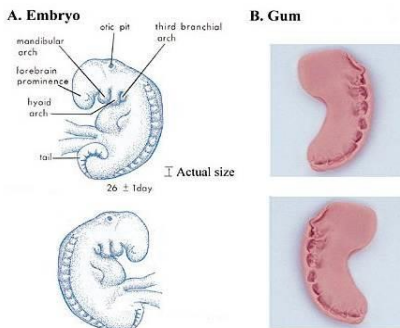 A. Embryo
B. Gum
otic pit
third branchial
arch
mandibular
arch
forebrain
prominence
hyoid
arch
tail
Actual size
26 ± 1day